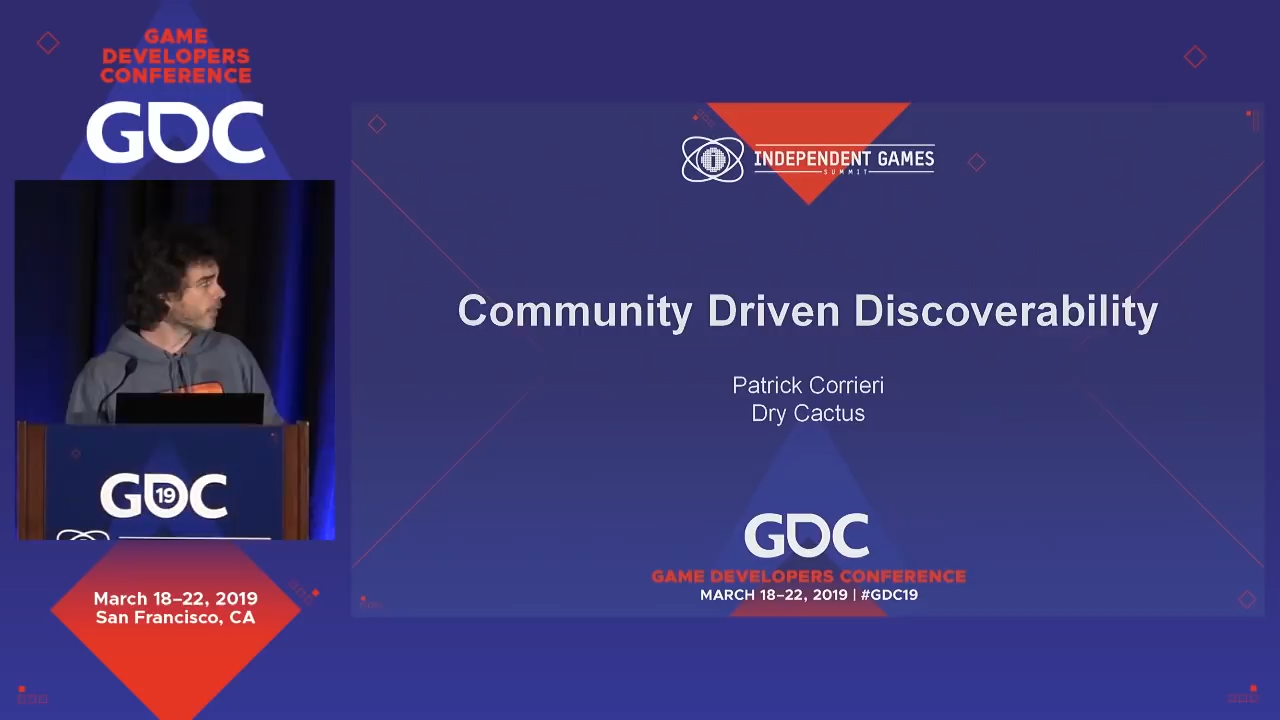 GAME
DEVELOPERS
CONFERENCE
GDC
INDEPENDENT GAMES
SUMMIT
Community Driven Discoverability
Patrick Corrieri
Dry Cactus
GDC
GAME DEVELOPERS CONFERENCE
MARCH 18–22, 2019 | #GDC19
GDC
19
March 18–22, 2019
San Francisco, CA